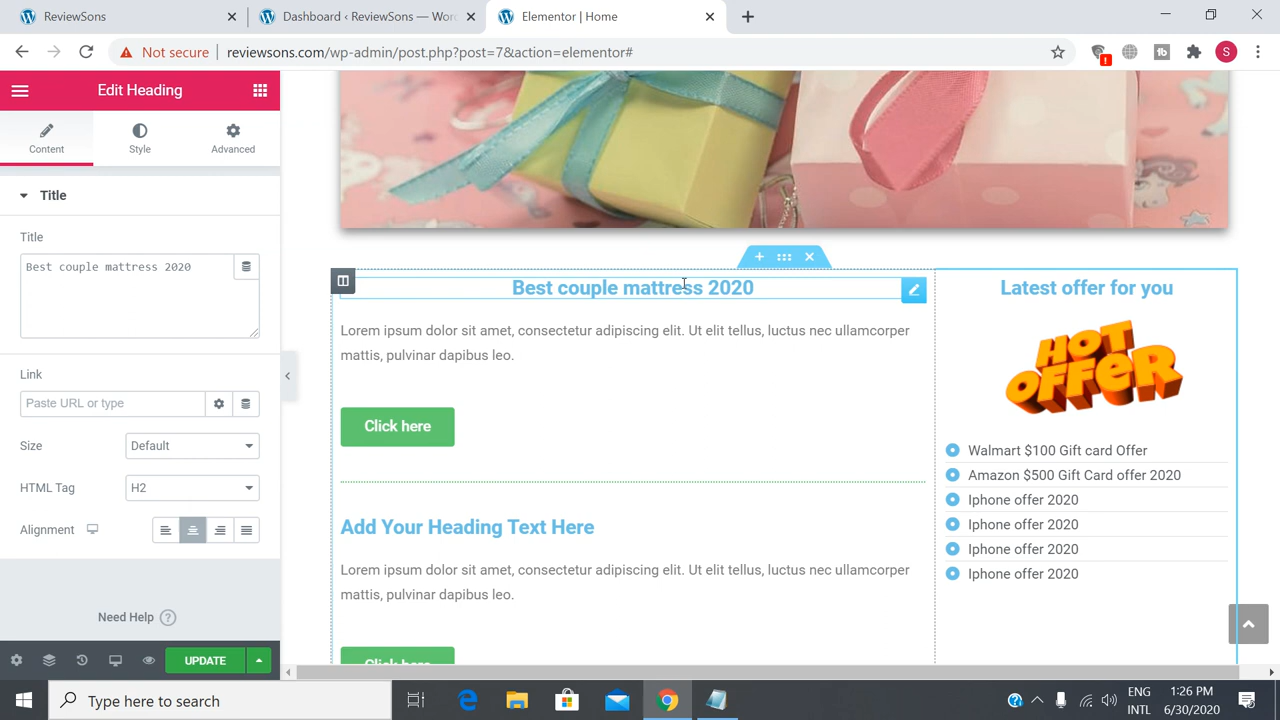 ReviewSons
Dashboard ‹ ReviewSons — Worc
Elementor | Home
Not secure
reviewsons.com/wp-admin/post.php?post=7&action=elementor#
tb
S
Edit Heading
Content
Style
Advanced
Title
Title
Best couple mattress 2020
Link
Paste URL or type
Size
Default
HTML Tag
H2
Alignment
Need Help ?
UPDATE
Best couple mattress 2020
Lorem ipsum dolor sit amet, consectetur adipiscing elit. Ut elit tellus, luctus nec ullamcorper
mattis, pulvinar dapibus leo.
Click here
Add Your Heading Text Here
Lorem ipsum dolor sit amet, consectetur adipiscing elit. Ut elit tellus, luctus nec ullamcorper
mattis, pulvinar dapibus leo.
Click here
Latest offer for you
HOT
OFFER
Walmart $100 Gift card Offer
Amazon $500 Gift Card offer 2020
Iphone offer 2020
Iphone offer 2020
Iphone offer 2020
Iphone offer 2020
Type here to search
ENG
INTL
1:26 PM
6/30/2020